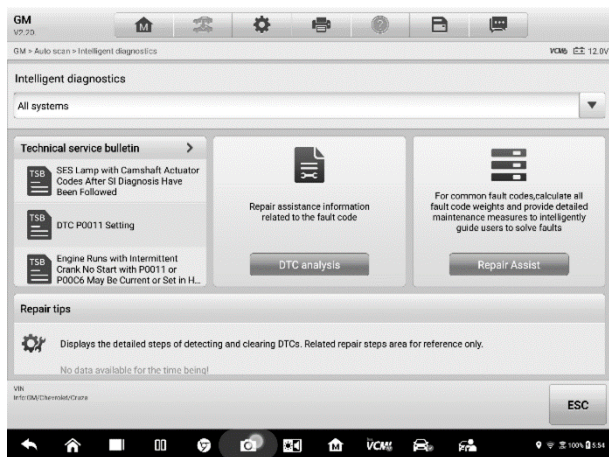 GM
V2.20
GM > Auto scan > Intelligent diagnostics
VCMI 12.0V
Intelligent diagnostics
All systems
Technical service bulletin >
TSB
SES Lamp with Camshaft Actuator
Codes After SI Diagnosis Have
Been Followed
TSB
DTC P0011 Setting
TSB
Engine Runs with Intermittent
Crank No Start with P0011 or
P00C6 May Be Current or Set in H...
Repair assistance information
related to the fault code
DTC analysis
For common fault codes,calculate all
fault code weights and provide detailed
maintenance measures to intelligently
guide users to solve faults
Repair Assist
Repair tips
Displays the detailed steps of detecting and clearing DTCs. Related repair steps area for reference only.
No data available for the time being!
VIN
Info:GM/Chevrolet/Cruze
ESC
VCMI
100% 5:54